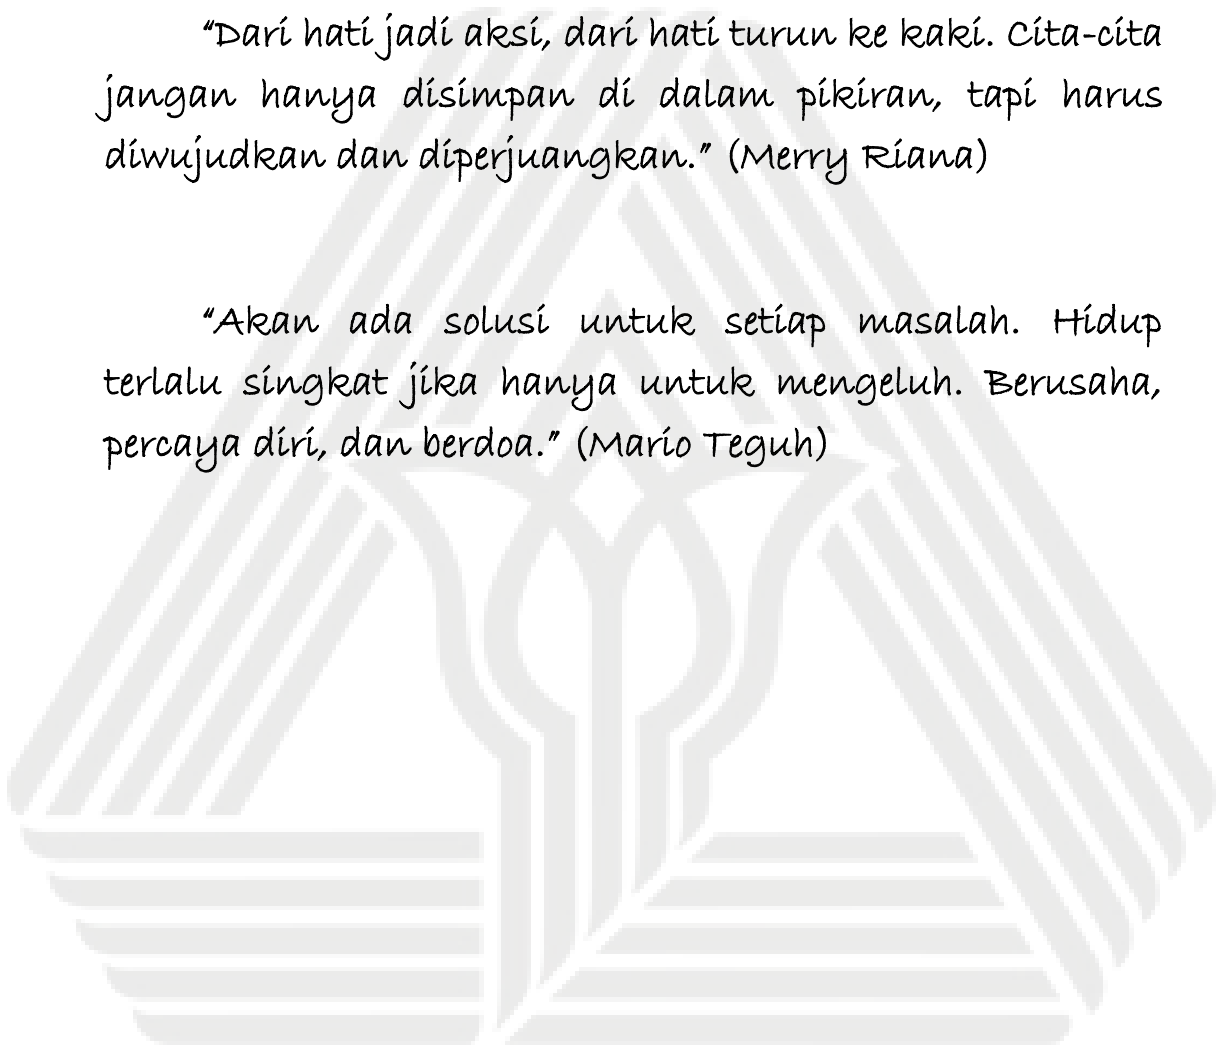 “Dari hati jadi aksi, dari hati turun ke kaki. Cita-cita
jangan hanya disimpan di dalam pikiran, tapi harus
diwujudkan dan diperjuangkan.” (Merry Riana)
“Akan ada solusi untuk setiap masalah. Hidup
terlalu singkat jika hanya untuk mengeluh. Berusaha,
percaya diri, dan berdoa.” (Mario Teguh)